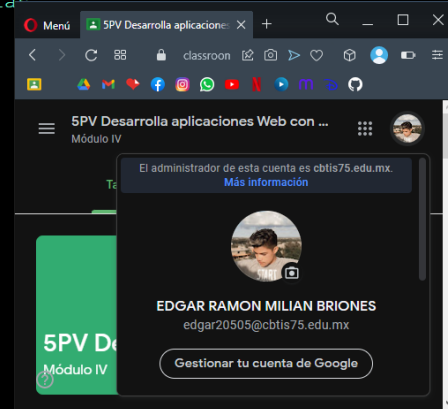 Menú
5PV Desarrolla aplicaciones
classroon
5PV Desarrolla aplicaciones Web con ...
Módulo IV
El administrador de esta cuenta es cbtis75.edu.mx.
Más información
Ta
START
EDGAR RAMON MILIAN BRIONES
edgar20505@cbtis75.edu.mx
Gestionar tu cuenta de Google
5PV De
Módulo IV